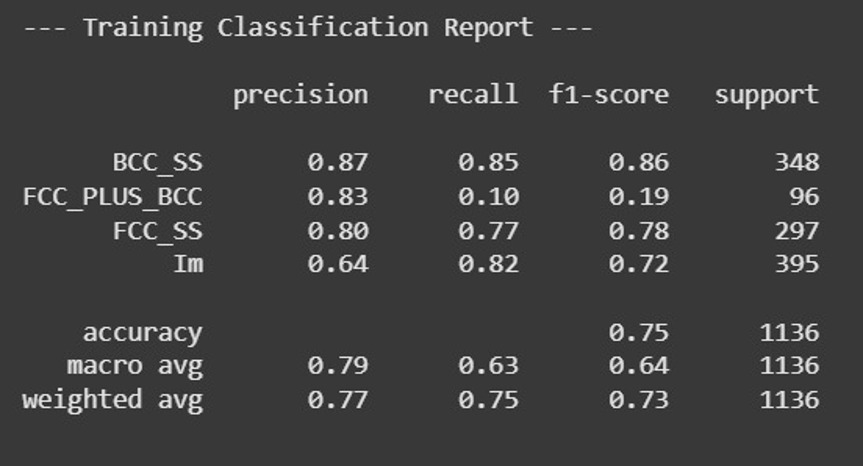 --- Training Classification Report ---
precision recall f1-score support
BCC_SS 0.87 0.85 0.86 348
FCC_PLUS_BCC 0.83 0.10 0.19 96
FCC_SS 0.80 0.77 0.78 297
Im 0.64 0.82 0.72 395
accuracy 0.75 1136
macro avg 0.79 0.63 0.64 1136
weighted avg 0.77 0.75 0.73 1136